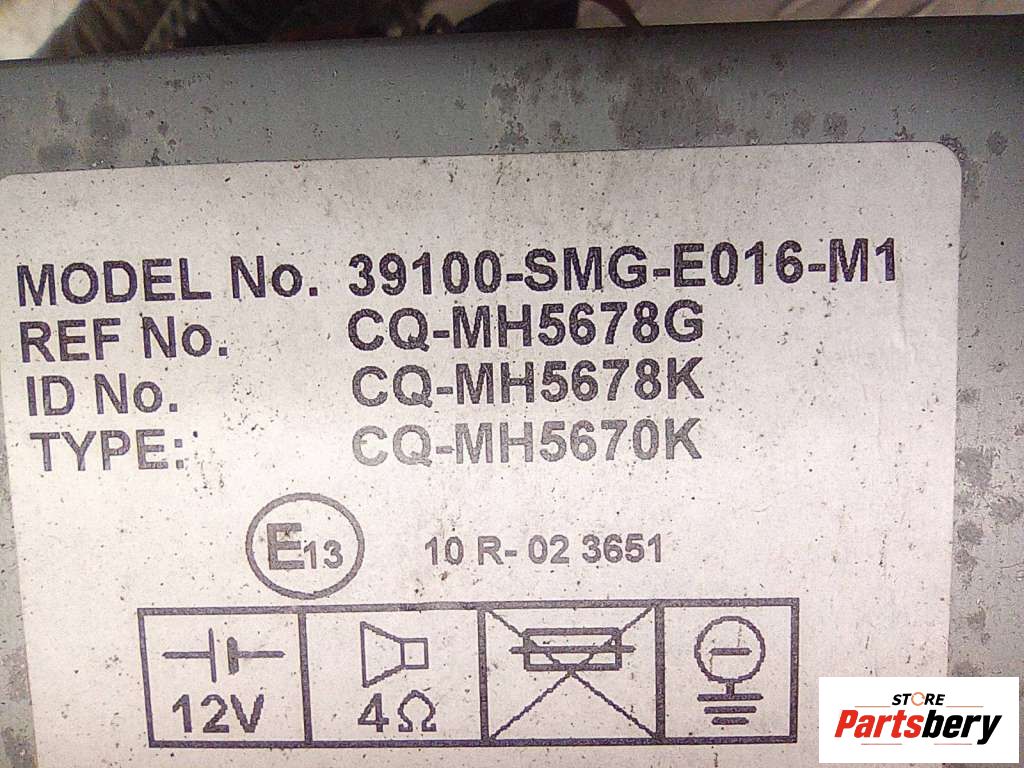 MODEL No. 39100-SMG-E016-M1
REF No. CQ-MH5678G
ID No. CQ-MH5678K
TYPE: CQ-MH5670K
E13 10 R- 02 3651
12V 4Ω
STORE
Partsbery